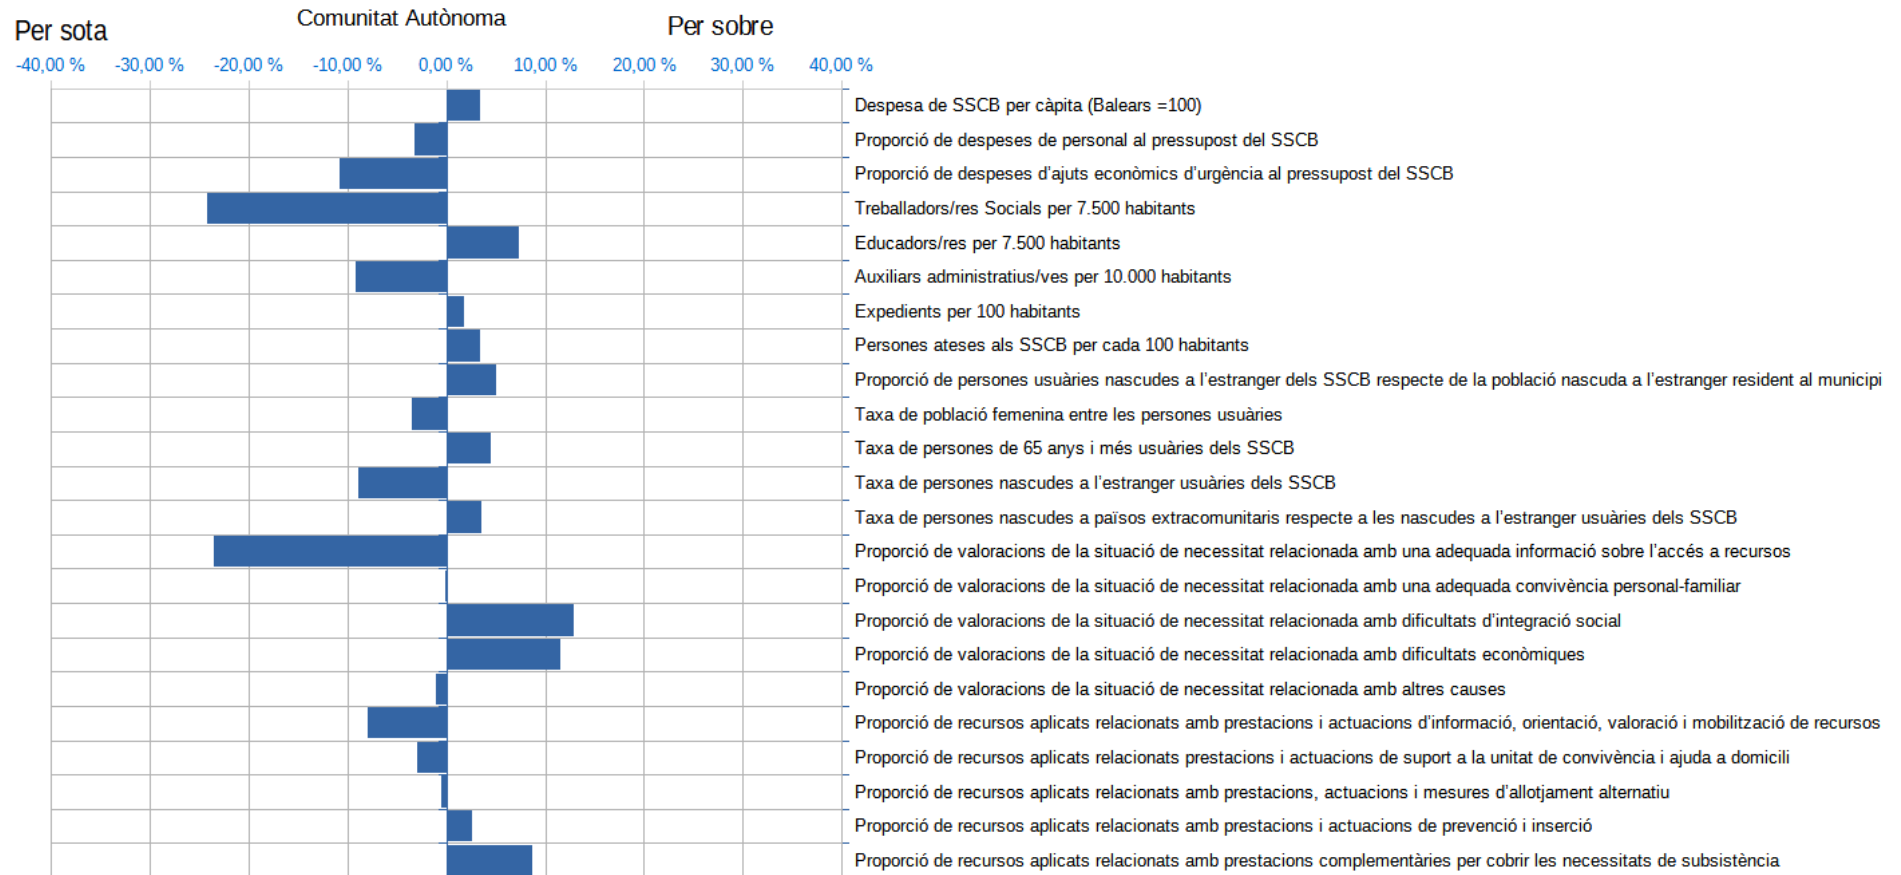 Comunitat Autònoma
Per sota
Per sobre
-40,00 % -30,00 % -20,00 % -10,00 % 0,00 % 10,00 % 20,00 % 30,00 % 40,00 %
Despesa de SSCB per càpita (Balears =100)
Proporció de despeses de personal al pressupost del SSCB
Proporció de despeses d’ajuts econòmics d’urgència al pressupost del SSCB
Treballadors/res Socials per 7.500 habitants
Educadors/res per 7.500 habitants
Auxiliars administratius/ves per 10.000 habitants
Expedients per 100 habitants
Persones ateses als SSCB per cada 100 habitants
Proporció de persones usuàries nascudes a l’estranger dels SSCB respecte de la població nascuda a l’estranger resident al municipi
Taxa de població femenina entre les persones usuàries
Taxa de persones de 65 anys i més usuàries dels SSCB
Taxa de persones nascudes a l’estranger usuàries dels SSCB
Taxa de persones nascudes a països extracomunitaris respecte a les nascudes a l’estranger usuàries dels SSCB
Proporció de valoracions de la situació de necessitat relacionada amb una adequada informació sobre l’accés a recursos
Proporció de valoracions de la situació de necessitat relacionada amb una adequada convivència personal-familiar
Proporció de valoracions de la situació de necessitat relacionada amb dificultats d’integració social
Proporció de valoracions de la situació de necessitat relacionada amb dificultats econòmiques
Proporció de valoracions de la situació de necessitat relacionada amb altres causes
Proporció de recursos aplicats relacionats amb prestacions i actuacions d’informació, orientació, valoració i mobilització de recursos
Proporció de recursos aplicats relacionats prestacions i actuacions de suport a la unitat de convivència i ajuda a domicili
Proporció de recursos aplicats relacionats amb prestacions, actuacions i mesures d’allotjament alternatiu
Proporció de recursos aplicats relacionats amb prestacions i actuacions de prevenció i inserció
Proporció de recursos aplicats relacionats amb prestacions complementàries per cobrir les necessitats de subsistència